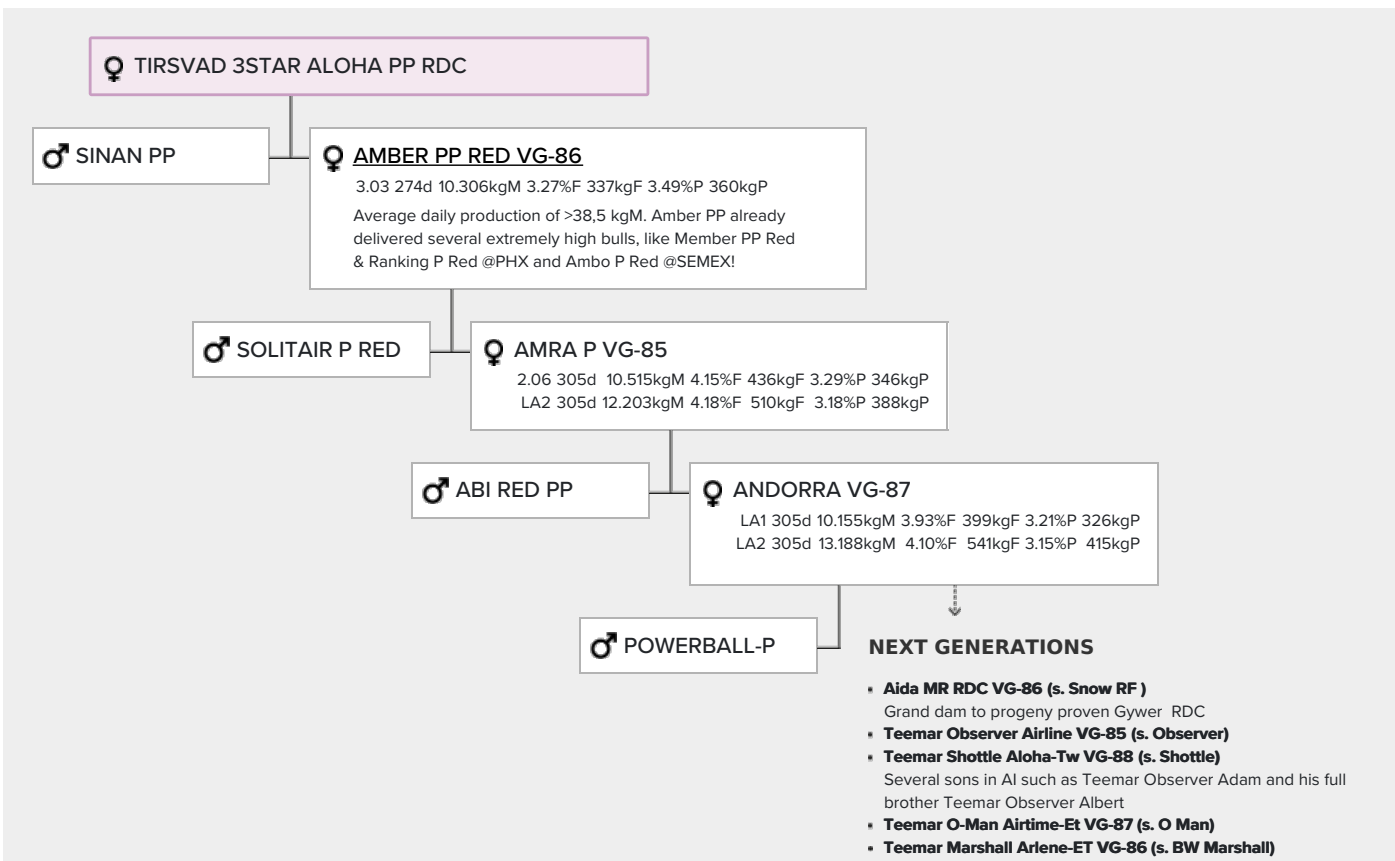 TIRSVAD 3STAR ALOHA PP RDC
SINAN PP
AMBER PP RED VG-86
3.03 274d 10.306kgM 3.27%F 337kgF 3.49%P 360kgP
Average daily production of >38,5 kgM. Amber PP already
delivered several extremely high bulls, like Member PP Red
& Ranking P Red @PHX and Ambo P Red @SEMEX!
SOLITAIR P RED
AMRA P VG-85
2.06 305d 10.515kgM 4.15%F 436kgF 3.29%P 346kgP
LA2 305d 12.203kgM 4.18%F 510kgF 3.18%P 388kgP
ABI RED PP
ANDORRA VG-87
LA1 305d 10.155kgM 3.93%F 399kgF 3.21%P 326kgP
LA2 305d 13.188kgM 4.10%F 541kgF 3.15%P 415kgP
POWERBALL-P
NEXT GENERATIONS
Aida MR RDC VG-86 (s. Snow RF )
Grand dam to progeny proven Gywer RDC
Teemar Observer Airline VG-85 (s. Observer)
Teemar Shottle Aloha-Tw VG-88 (s. Shottle)
Several sons in AI such as Teemar Observer Adam and his full
brother Teemar Observer Albert
Teemar O-Man Airtime-Et VG-87 (s. O Man)
Teemar Marshall Arlene-ET VG-86 (s. BW Marshall)